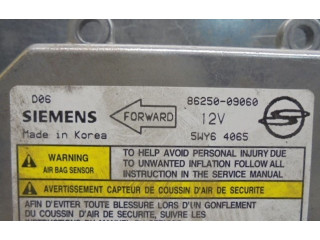 D06
SIEMENS
Made in Korea
FORWARD
86250-09060
12V
5WY6 4065
WARNING
AIR BAG SENSOR
TO HELP AVOID PERSONAL INJURY DUE
TO UNWANTED INFLATION FOLLOW ALL
INSTRUCTION IN THE SERVICE MANUAL
AVERTISSEMENT CAPTEUR DE COUSSIN D'AIR DE SECURITE
AFIN D'EVITER TOUTE BLESSURE LORS D'UN GONFLEMENT
DU COUSSIN D'AIR DE SECURITE, SUIVRE LES